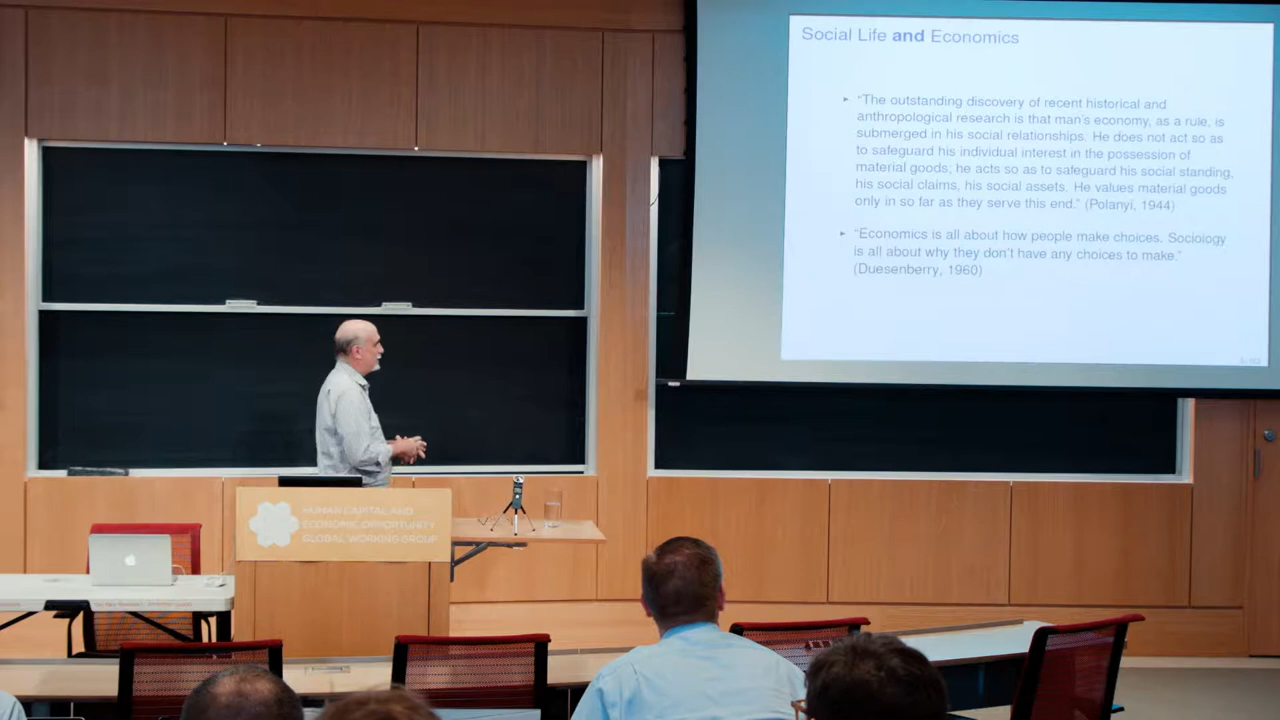 Social Life and Economics
"The outstanding discovery of recent historical and
anthropological research is that man's economy, as a rule, is
submerged in his social relationships. He does not act so as
to safeguard his individual interest in the possession of
material goods; he acts so as to safeguard his social standing,
his social claims, his social assets. He values material goods
only in so far as they serve this end." (Polanyi, 1944)
"Economics is all about how people make choices. Sociology
is all about why they don't have any choices to make."
(Duesenberry, 1960)
HUMAN CAPITAL AND
ECONOMIC OPPORTUNITY
GLOBAL WORKING GROUP